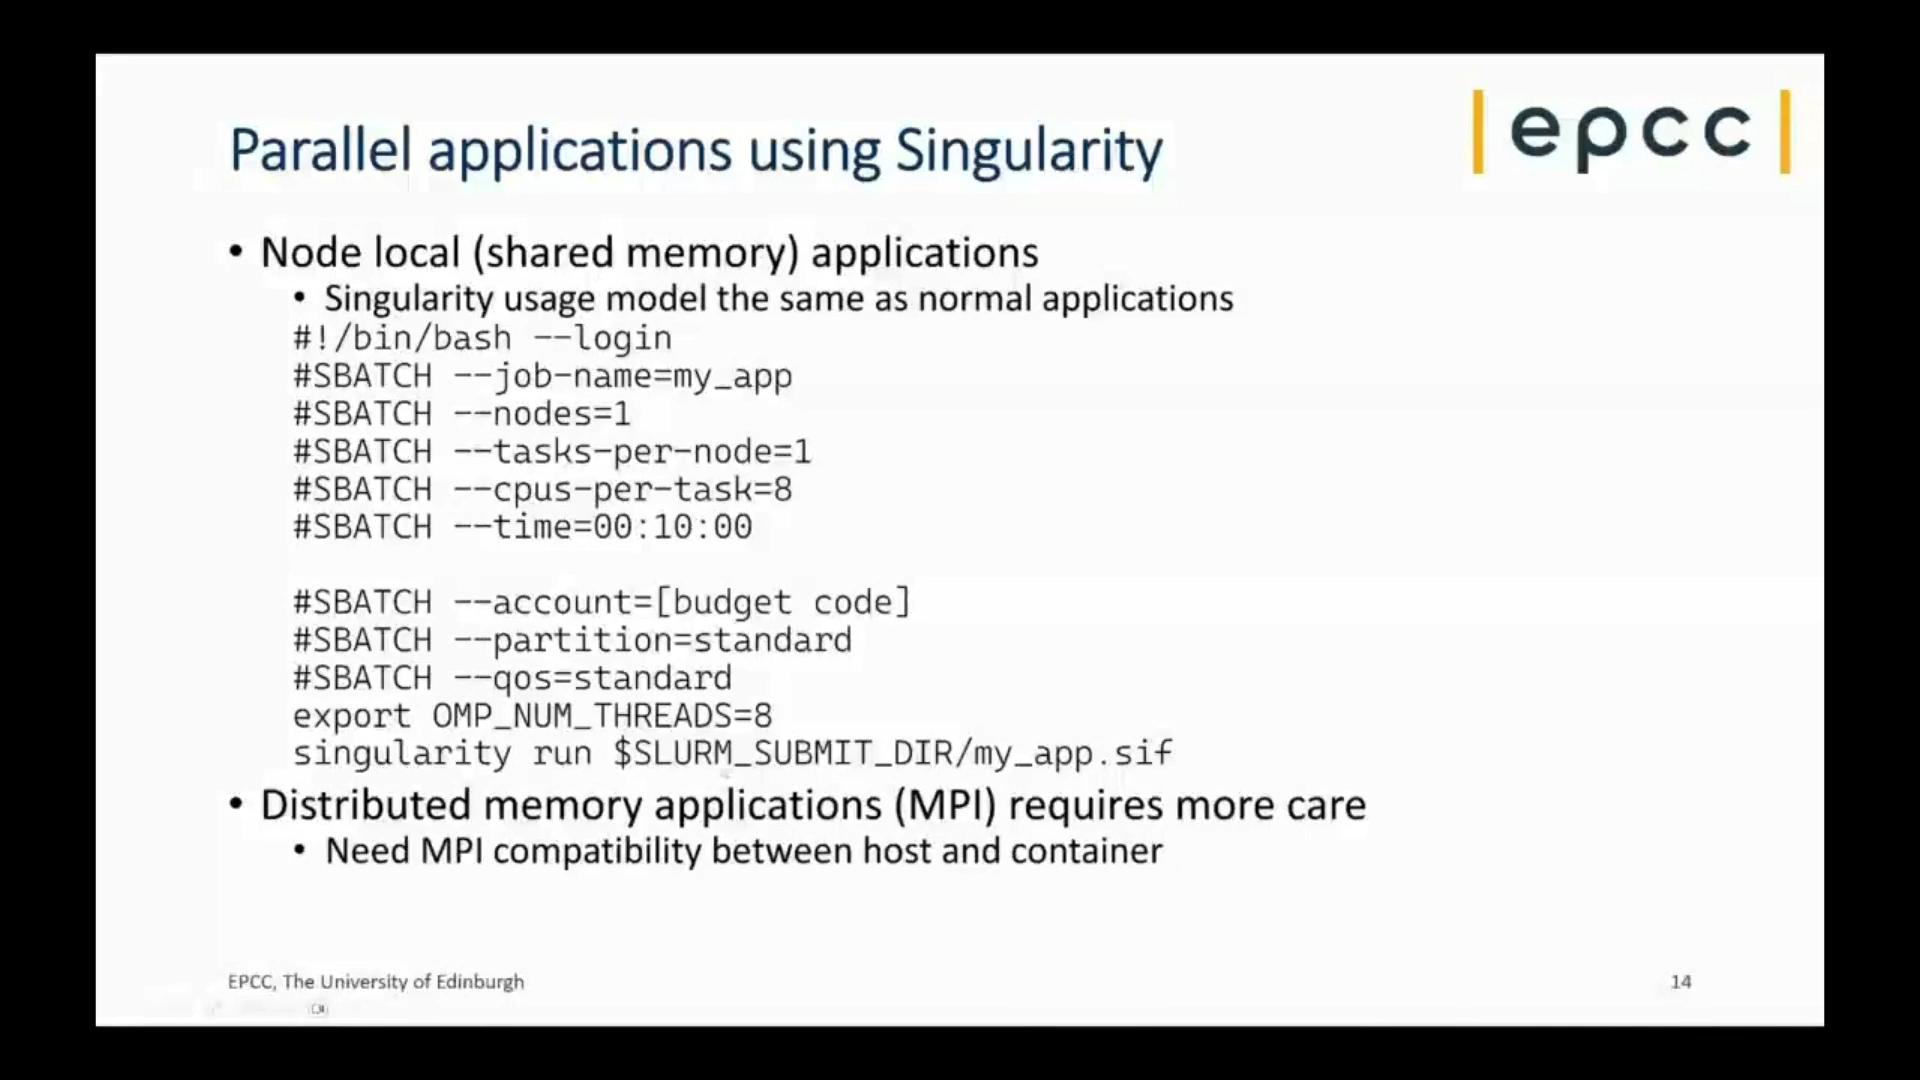 Parallel applications using Singularity
|epcc|
• Node local (shared memory) applications
• Singularity usage model the same as normal applications
#!/bin/bash --login
#SBATCH --job-name=my_app
#SBATCH --nodes=1
#SBATCH --tasks-per-node=1
#SBATCH --cpus-per-task=8
#SBATCH --time=00:10:00
#SBATCH --account=[budget code]
#SBATCH --partition=standard
#SBATCH --qos=standard
export OMP_NUM_THREADS=8
singularity run $SLURM_SUBMIT_DIR/my_app.sif
• Distributed memory applications (MPI) requires more care
• Need MPI compatibility between host and container
EPCC, The University of Edinburgh
14